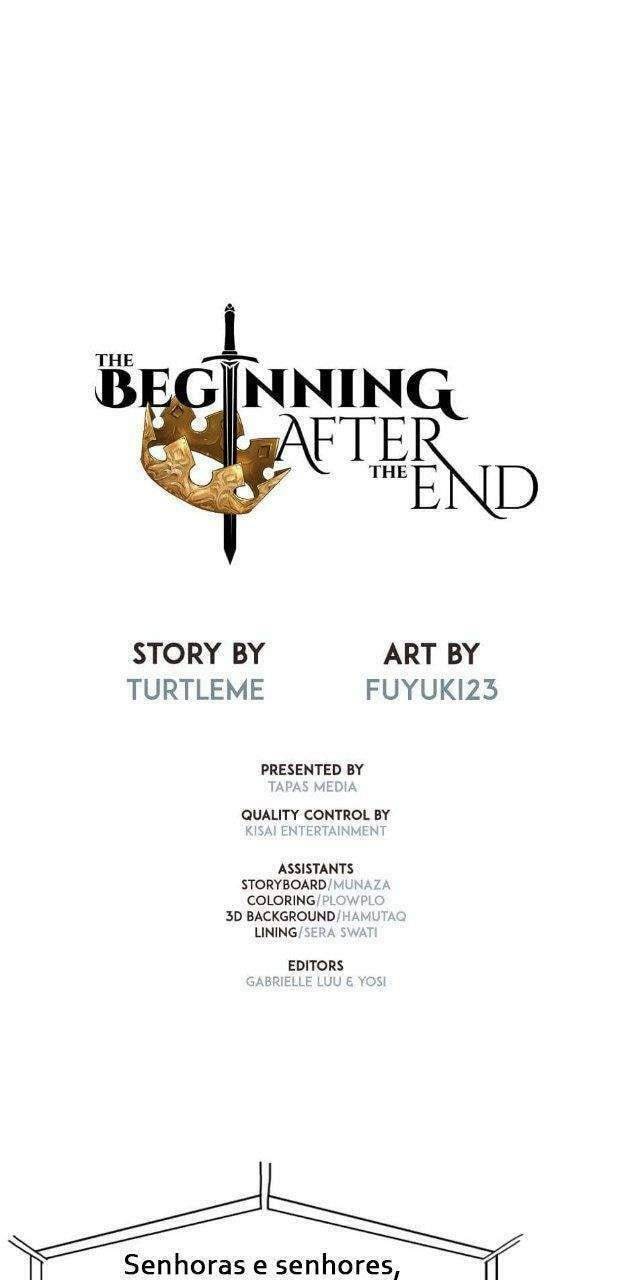 THE
BEGINNING
AFTER
THE END
STORY BY
TURTLEME
ART BY
FUYUKI23
PRESENTED BY
TAPAS MEDIA
QUALITY CONTROL BY
KISAI ENTERTAINMENT
ASSISTANTS
STORYBOARD/MUNAZA
COLORING/PLOWPLO
3D BACKGROUND/HAMUTAQ
LINING/SERA SWATI
EDITORS
GABRIELLE LUU & YOSI
Senhoras e senhores,